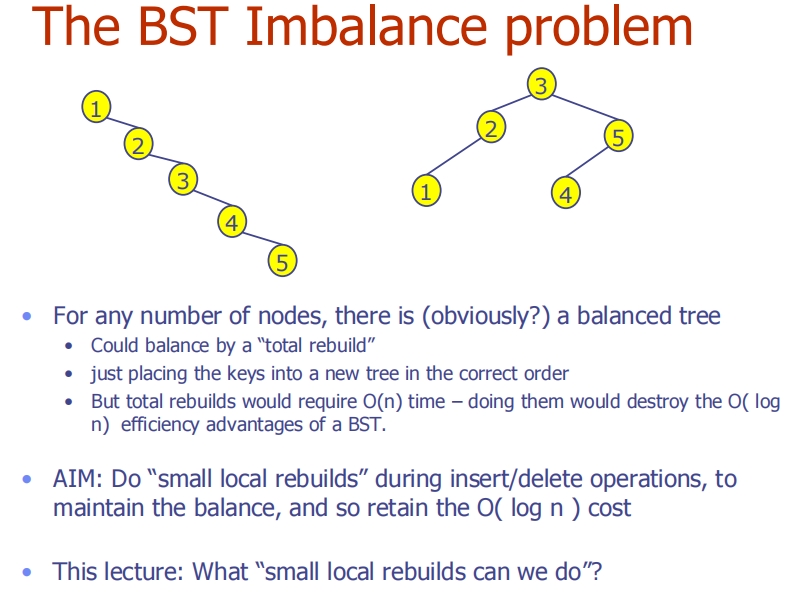 The BST Imbalance problem
1
2
3
4
5
3
2
5
1
4
• For any number of nodes, there is (obviously?) a balanced tree
• Could balance by a “total rebuild”
• just placing the keys into a new tree in the correct order
• But total rebuilds would require O(n) time – doing them would destroy the O( log
n) efficiency advantages of a BST.
• AIM: Do “small local rebuilds” during insert/delete operations, to
maintain the balance, and so retain the O( log n ) cost
• This lecture: What “small local rebuilds can we do”?